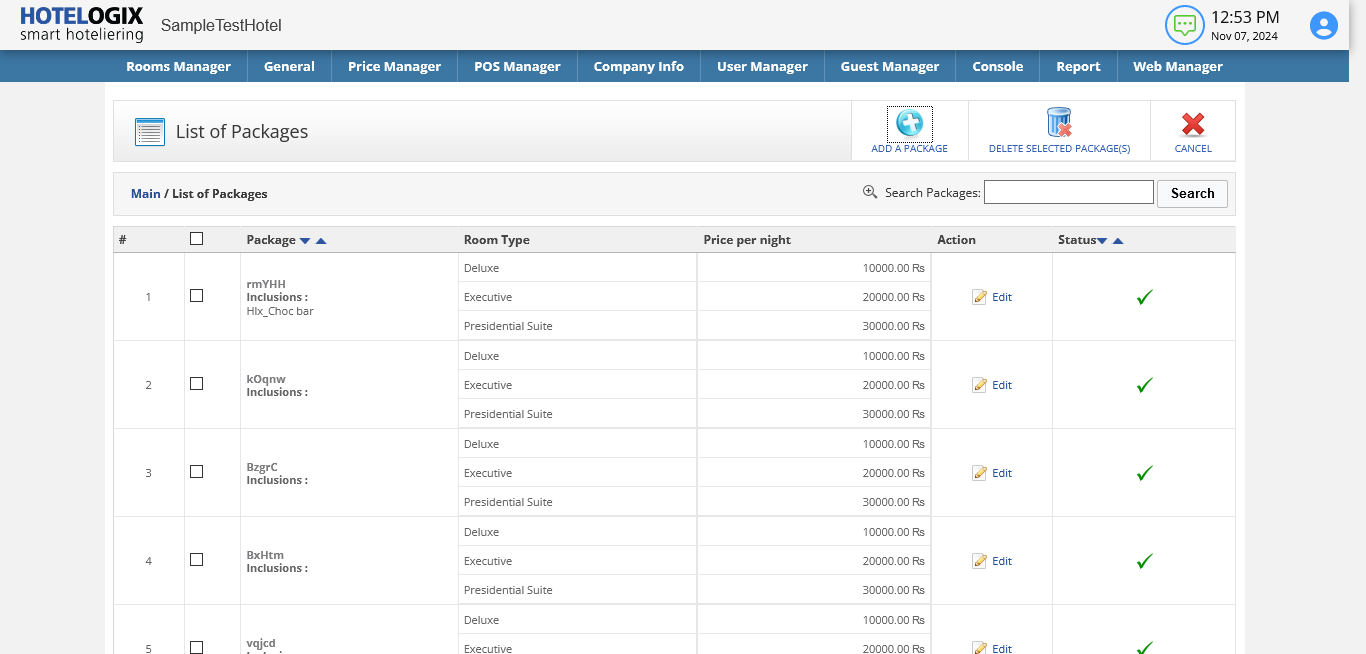 HOTELOGIX
smart hoteliering
SampleTestHotel
12:53 PM
Nov 07, 2024
Rooms Manager General Price Manager POS Manager Company Info User Manager Guest Manager Console Report Web Manager
List of Packages
ADD A PACKAGE DELETE SELECTED PACKAGE(S) CANCEL
Main / List of Packages
Search Packages: Search
# Package Room Type Price per night Action Status
1 rmYHH
Inclusions :
Hlx_Choc bar
Deluxe 10000.00 Rs
Executive 20000.00 Rs
Presidential Suite 30000.00 Rs
Edit
2 kOqnw
Inclusions :
Deluxe 10000.00 Rs
Executive 20000.00 Rs
Presidential Suite 30000.00 Rs
Edit
3 BzgrC
Inclusions :
Deluxe 10000.00 Rs
Executive 20000.00 Rs
Presidential Suite 30000.00 Rs
Edit
4 BxHtm
Inclusions :
Deluxe 10000.00 Rs
Executive 20000.00 Rs
Presidential Suite 30000.00 Rs
Edit
5 vqjcd
Deluxe 10000.00 Rs
Executive 20000.00 Rs
Edit